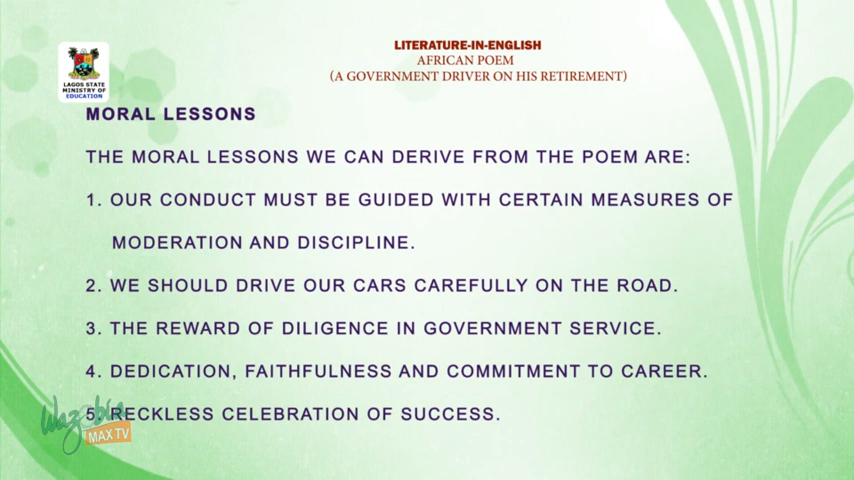 LITERATURE-IN-ENGLISH
AFRICAN POEM
(A GOVERNMENT DRIVER ON HIS RETIREMENT)
LAGOS STATE
MINISTRY OF
EDUCATION
MORAL LESSONS
THE MORAL LESSONS WE CAN DERIVE FROM THE POEM ARE:
1. OUR CONDUCT MUST BE GUIDED WITH CERTAIN MEASURES OF
MODERATION AND DISCIPLINE.
2. WE SHOULD DRIVE OUR CARS CAREFULLY ON THE ROAD.
3. THE REWARD OF DILIGENCE IN GOVERNMENT SERVICE.
4. DEDICATION, FAITHFULNESS AND COMMITMENT TO CAREER.
5. RECKLESS CELEBRATION OF SUCCESS.
Wazobia
MAX TV